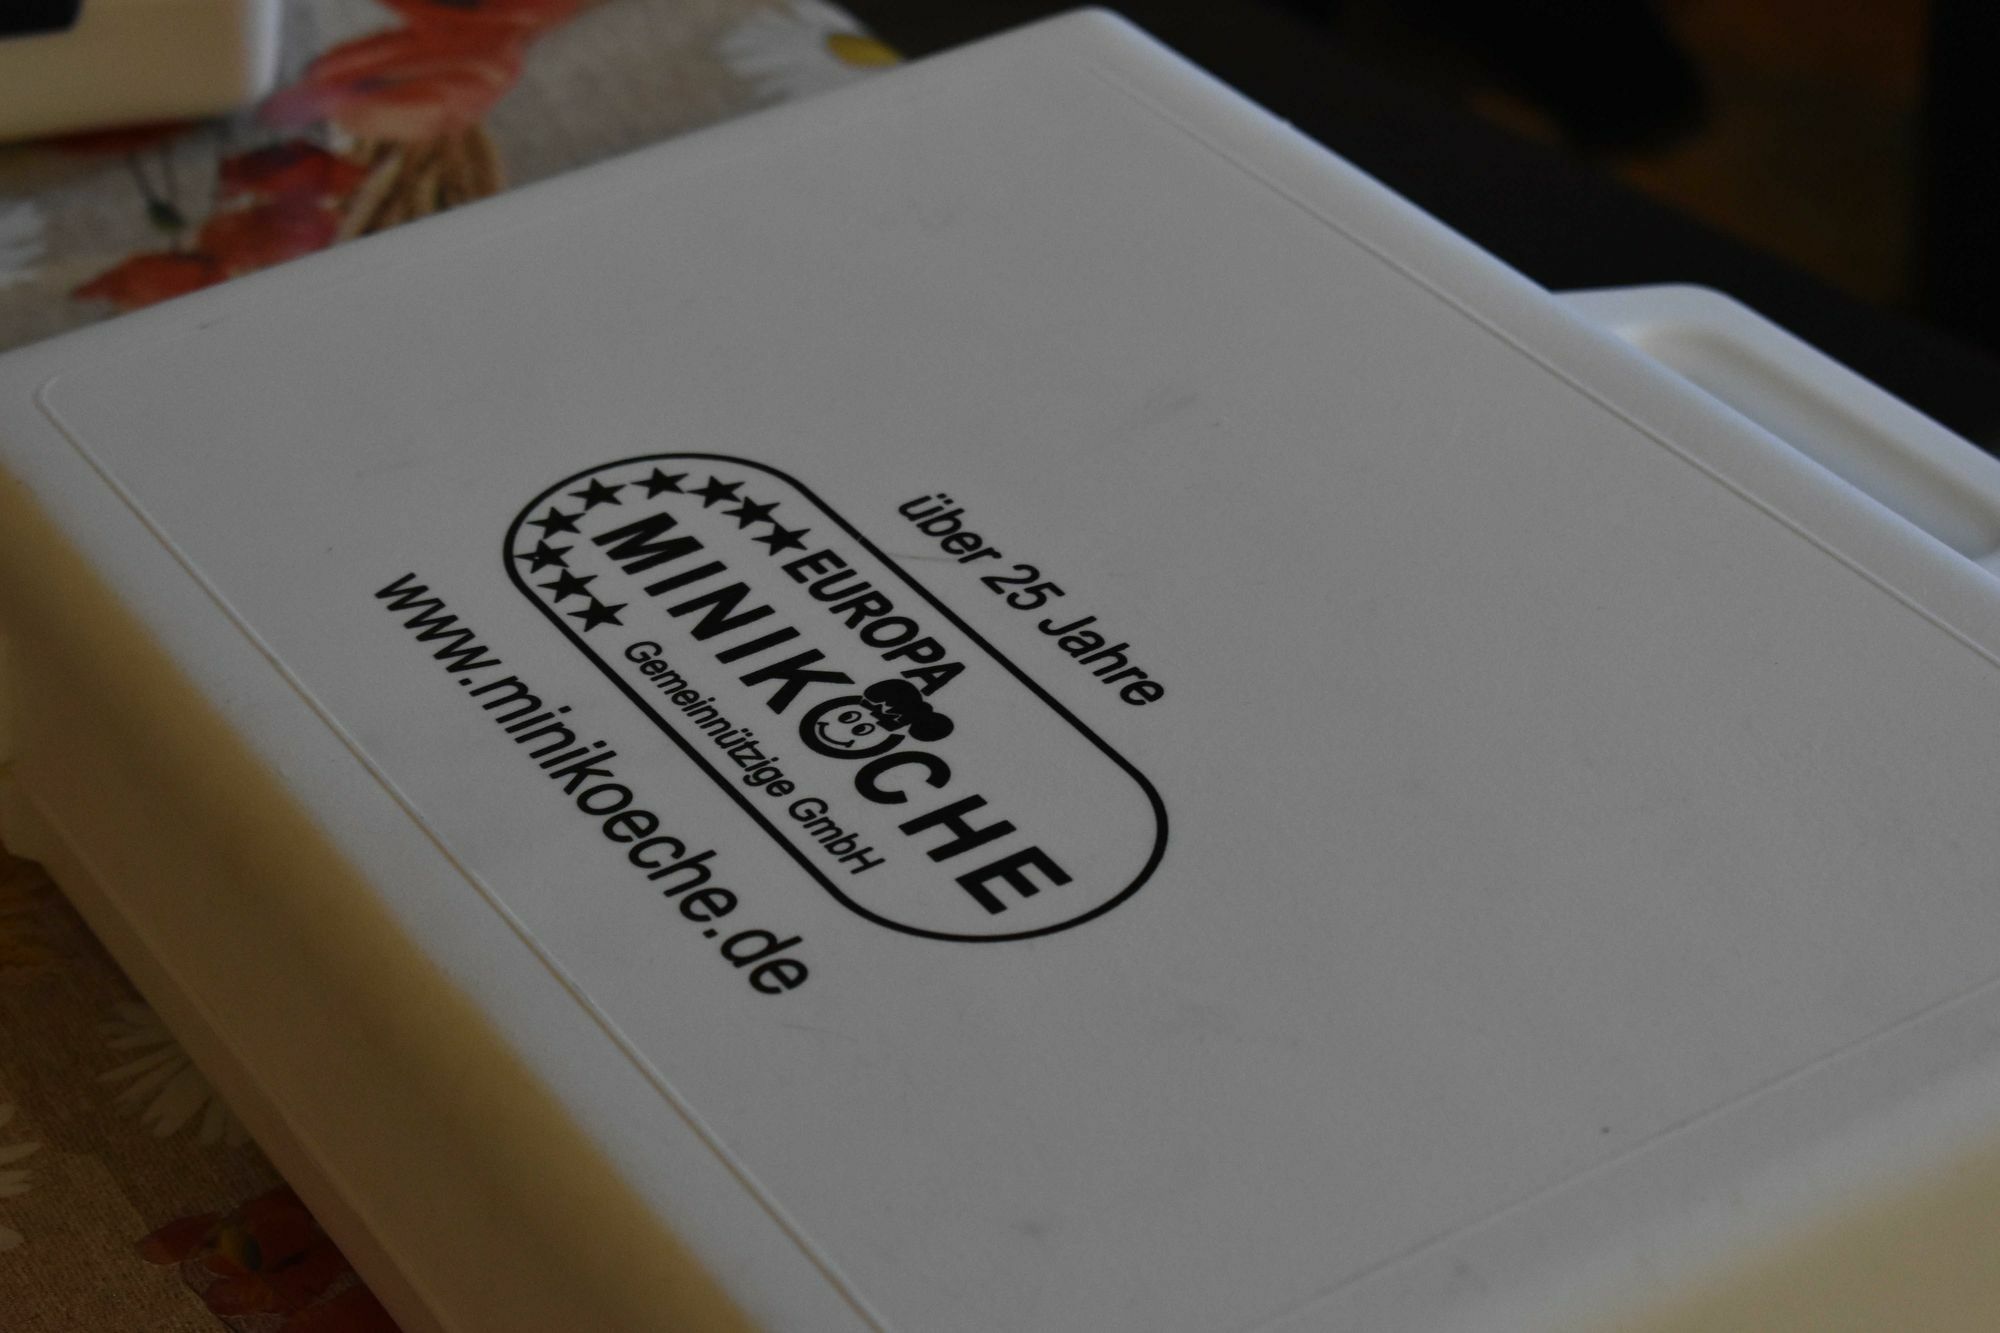 über 25 Jahre
EUROPA
MINIKÖCHE
Gemeinnützige GmbH
www.minikoeche.de